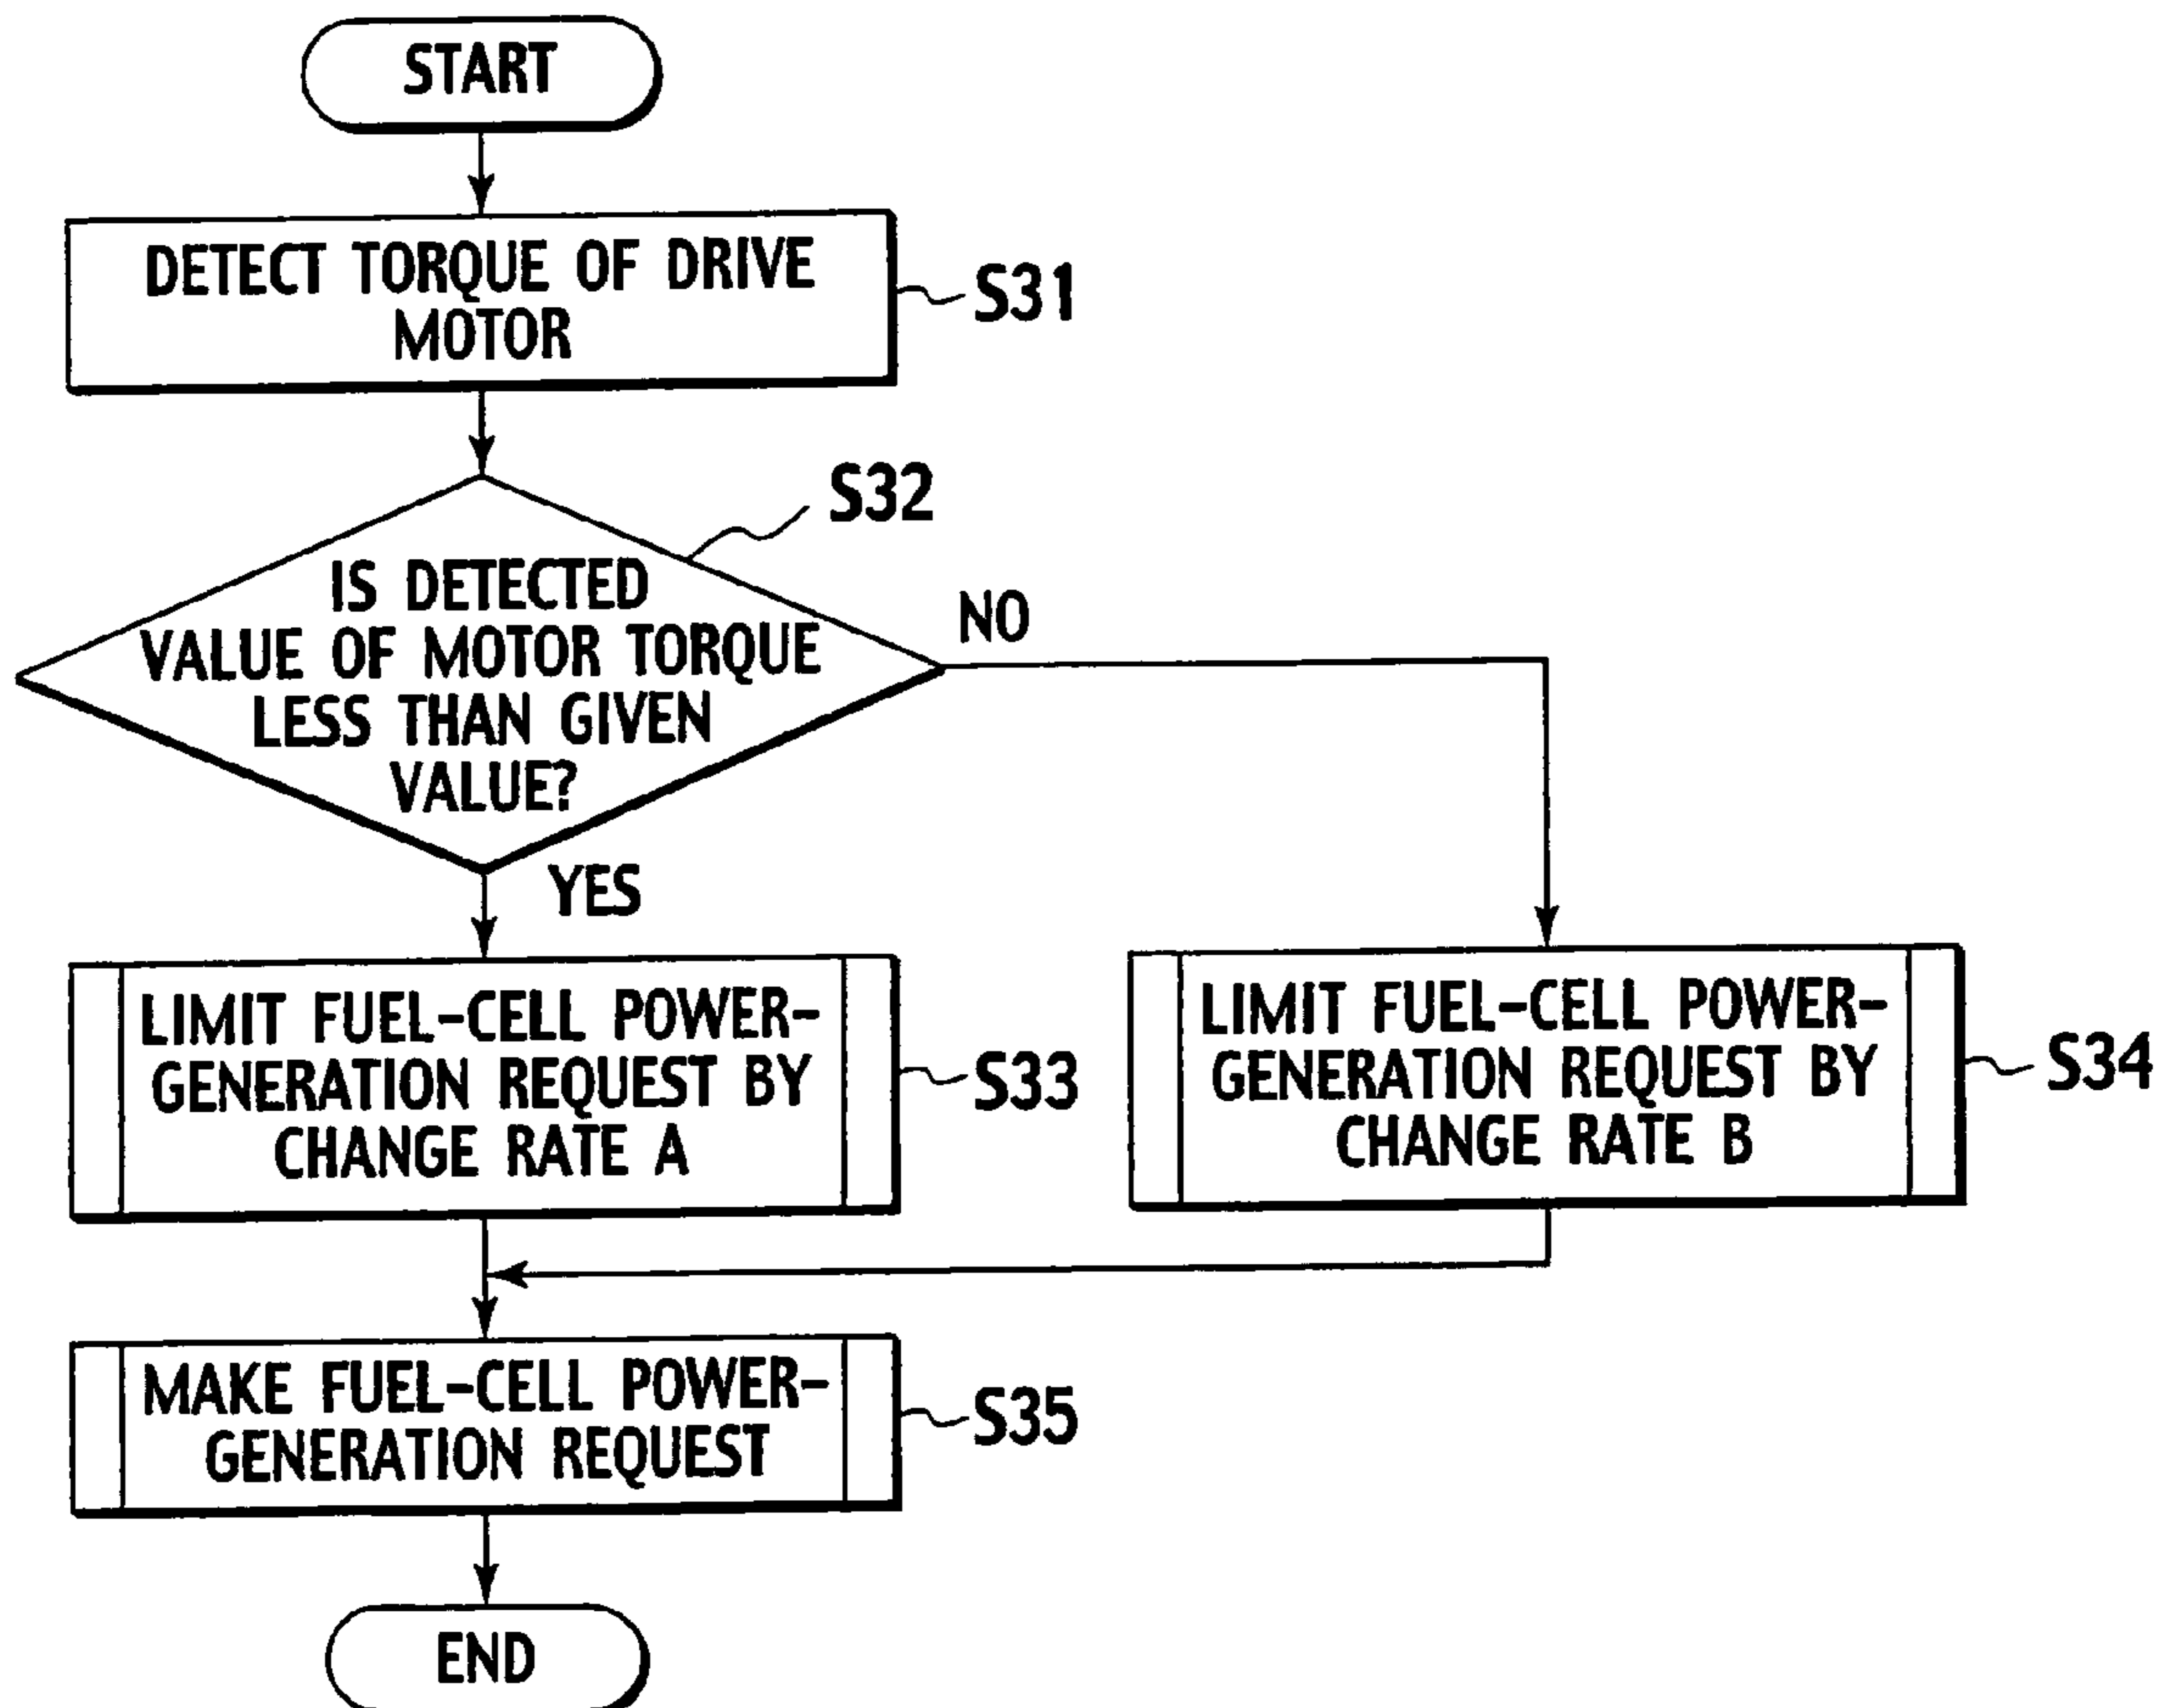 START
DETECT TORQUE OF DRIVE
MOTOR
S31
S32
IS DETECTED
VALUE OF MOTOR TORQUE
LESS THAN GIVEN
VALUE?
NO
YES
LIMIT FUEL-CELL POWER-
GENERATION REQUEST BY
CHANGE RATE A
S33
LIMIT FUEL-CELL POWER-
GENERATION REQUEST BY
CHANGE RATE B
S34
MAKE FUEL-CELL POWER-
GENERATION REQUEST
S35
END